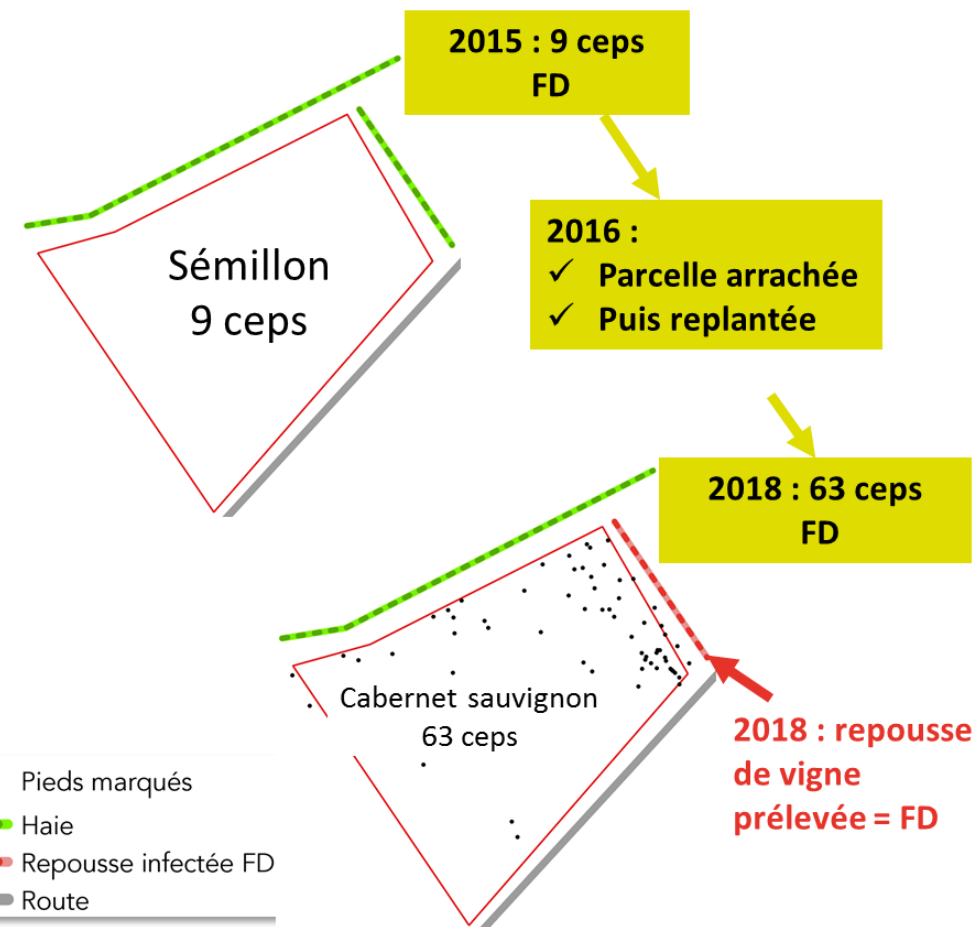 2015 : 9 ceps
FD
Sémillon
9 ceps
2016 :
✓ Parcelle arrachée
✓ Puis replantée
2018 : 63 ceps
FD
Cabernet sauvignon
63 ceps
2018 : repousse
de vigne
prélevée = FD
Pieds marqués
Haie
Repousse infectée FD
Route